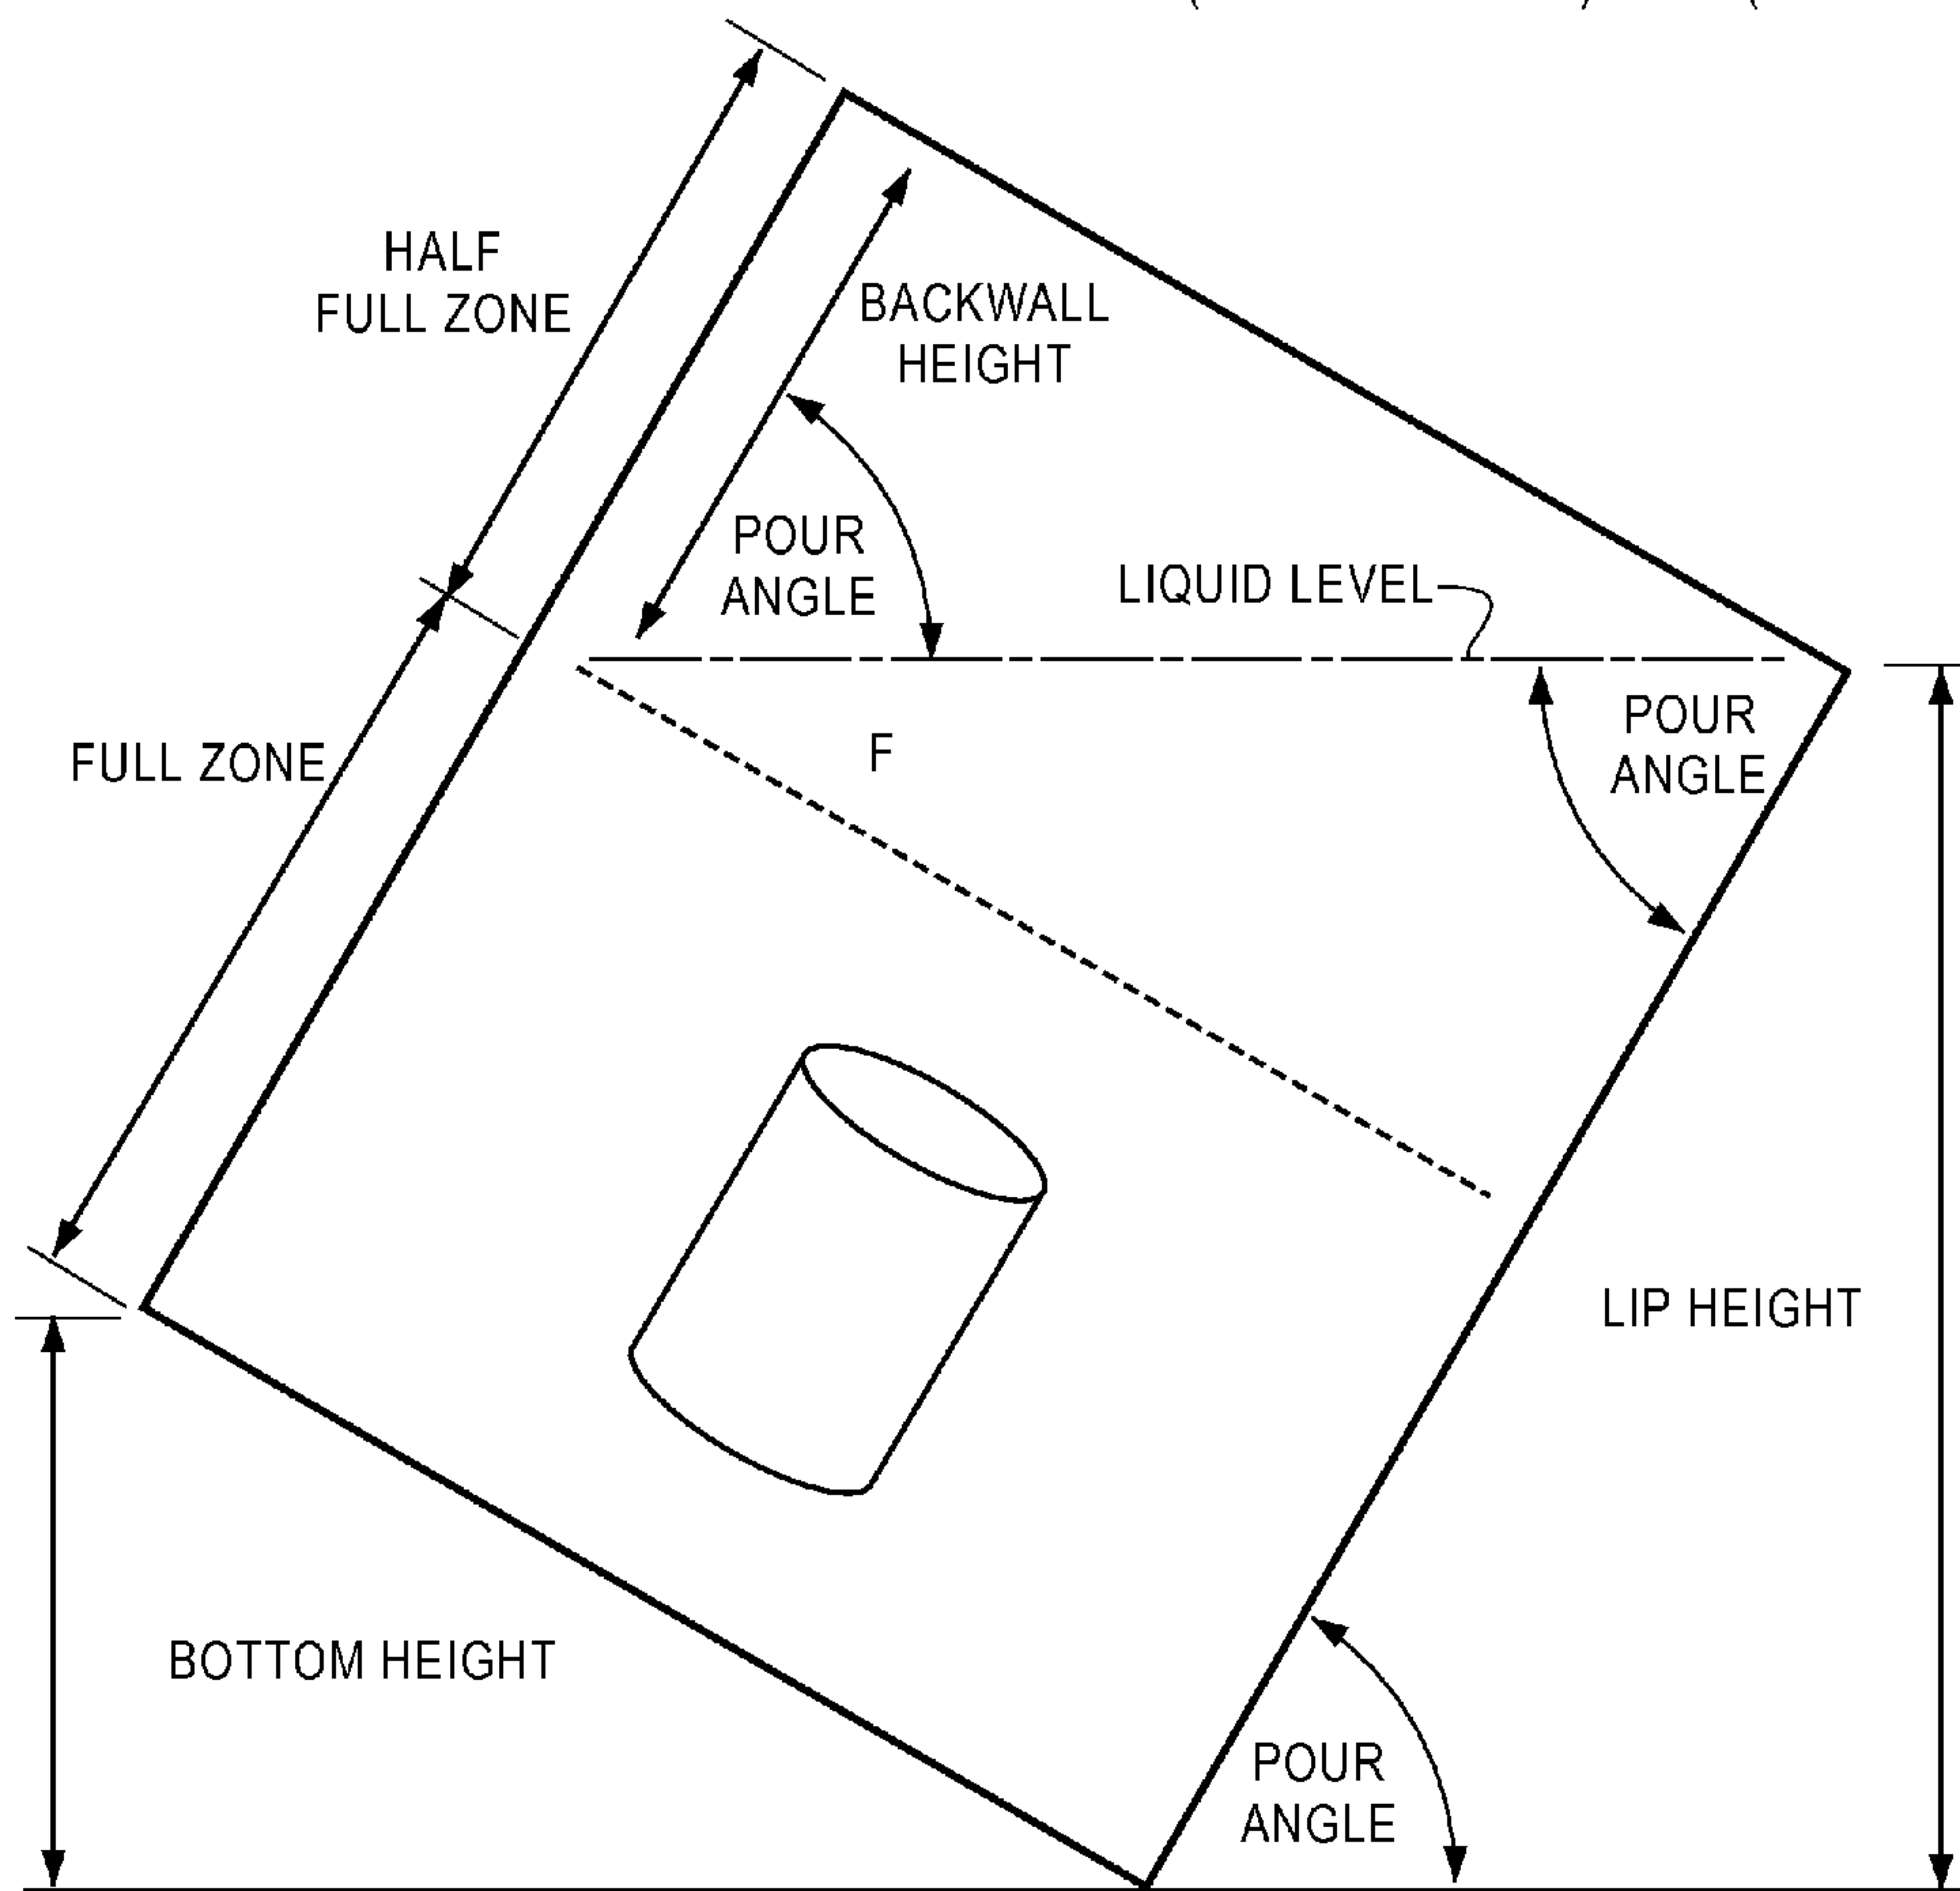 HALF
FULL ZONE
BACKWALL
HEIGHT
POUR
ANGLE
LIQUID LEVEL
POUR
ANGLE
F
FULL ZONE
LIP HEIGHT
BOTTOM HEIGHT
POUR
ANGLE